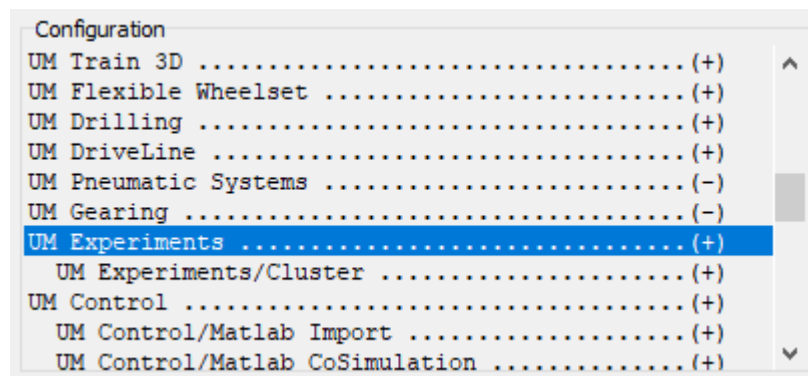 Configuration
UM Train 3D ...................................(+)
UM Flexible Wheelset ..........................(+)
UM Drilling ...................................(+)
UM DriveLine ..................................(+)
UM Pneumatic Systems ..........................(-)
UM Gearing ....................................(-)
UM Experiments ................................(+)
UM Experiments/Cluster ......................(+)
UM Control ....................................(+)
UM Control/Matlab Import ....................(+)
UM Control/Matlab CoSimulation ..............(+)